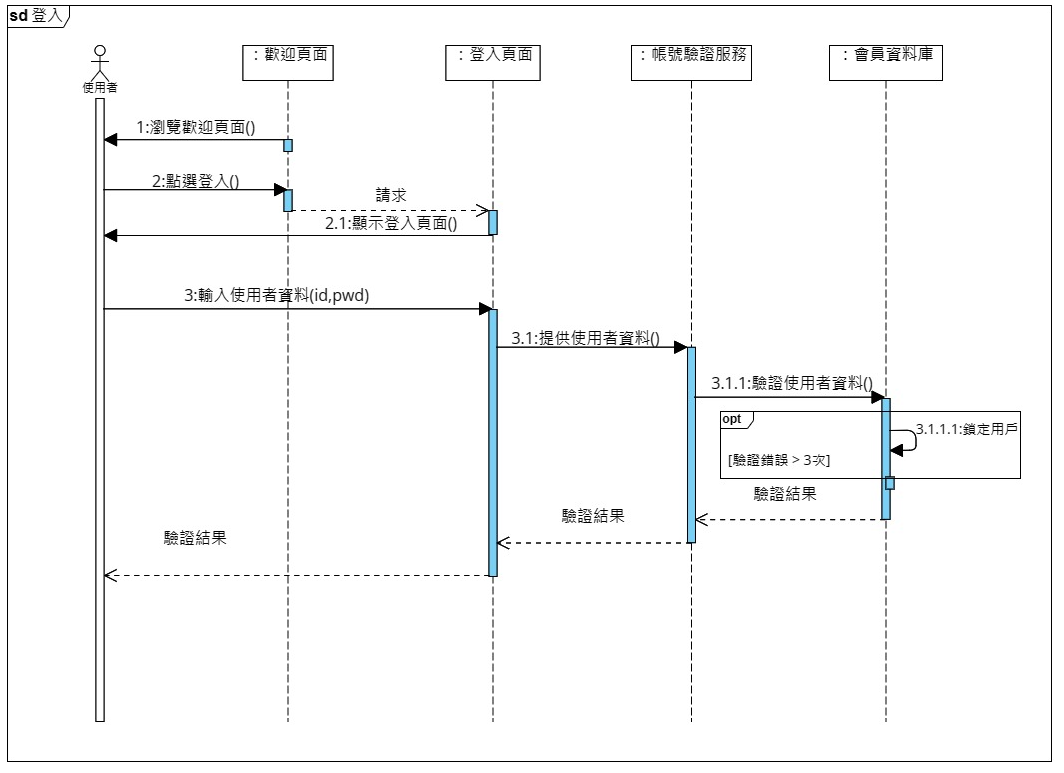 sd 登入
使用者
：歡迎頁面
：登入頁面
：帳號驗證服務
：會員資料庫
1:瀏覽歡迎頁面()
2:點選登入()
請求
2.1:顯示登入頁面()
3:輸入使用者資料(id,pwd)
3.1:提供使用者資料()
3.1.1:驗證使用者資料()
opt
3.1.1.1:鎖定用戶
[驗證錯誤 > 3次]
驗證結果
驗證結果
驗證結果